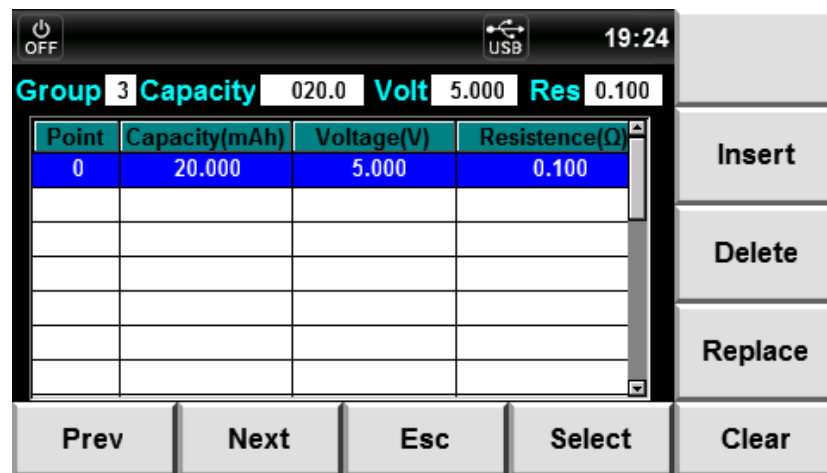 OFF USB 19:24
Group 3 Capacity 020.0 Volt 5.000 Res 0.100
Point Capacity(mAh) Voltage(V) Resistence(Ω)
0 20.000 5.000 0.100
Insert
Delete
Replace
Prev Next Esc Select Clear